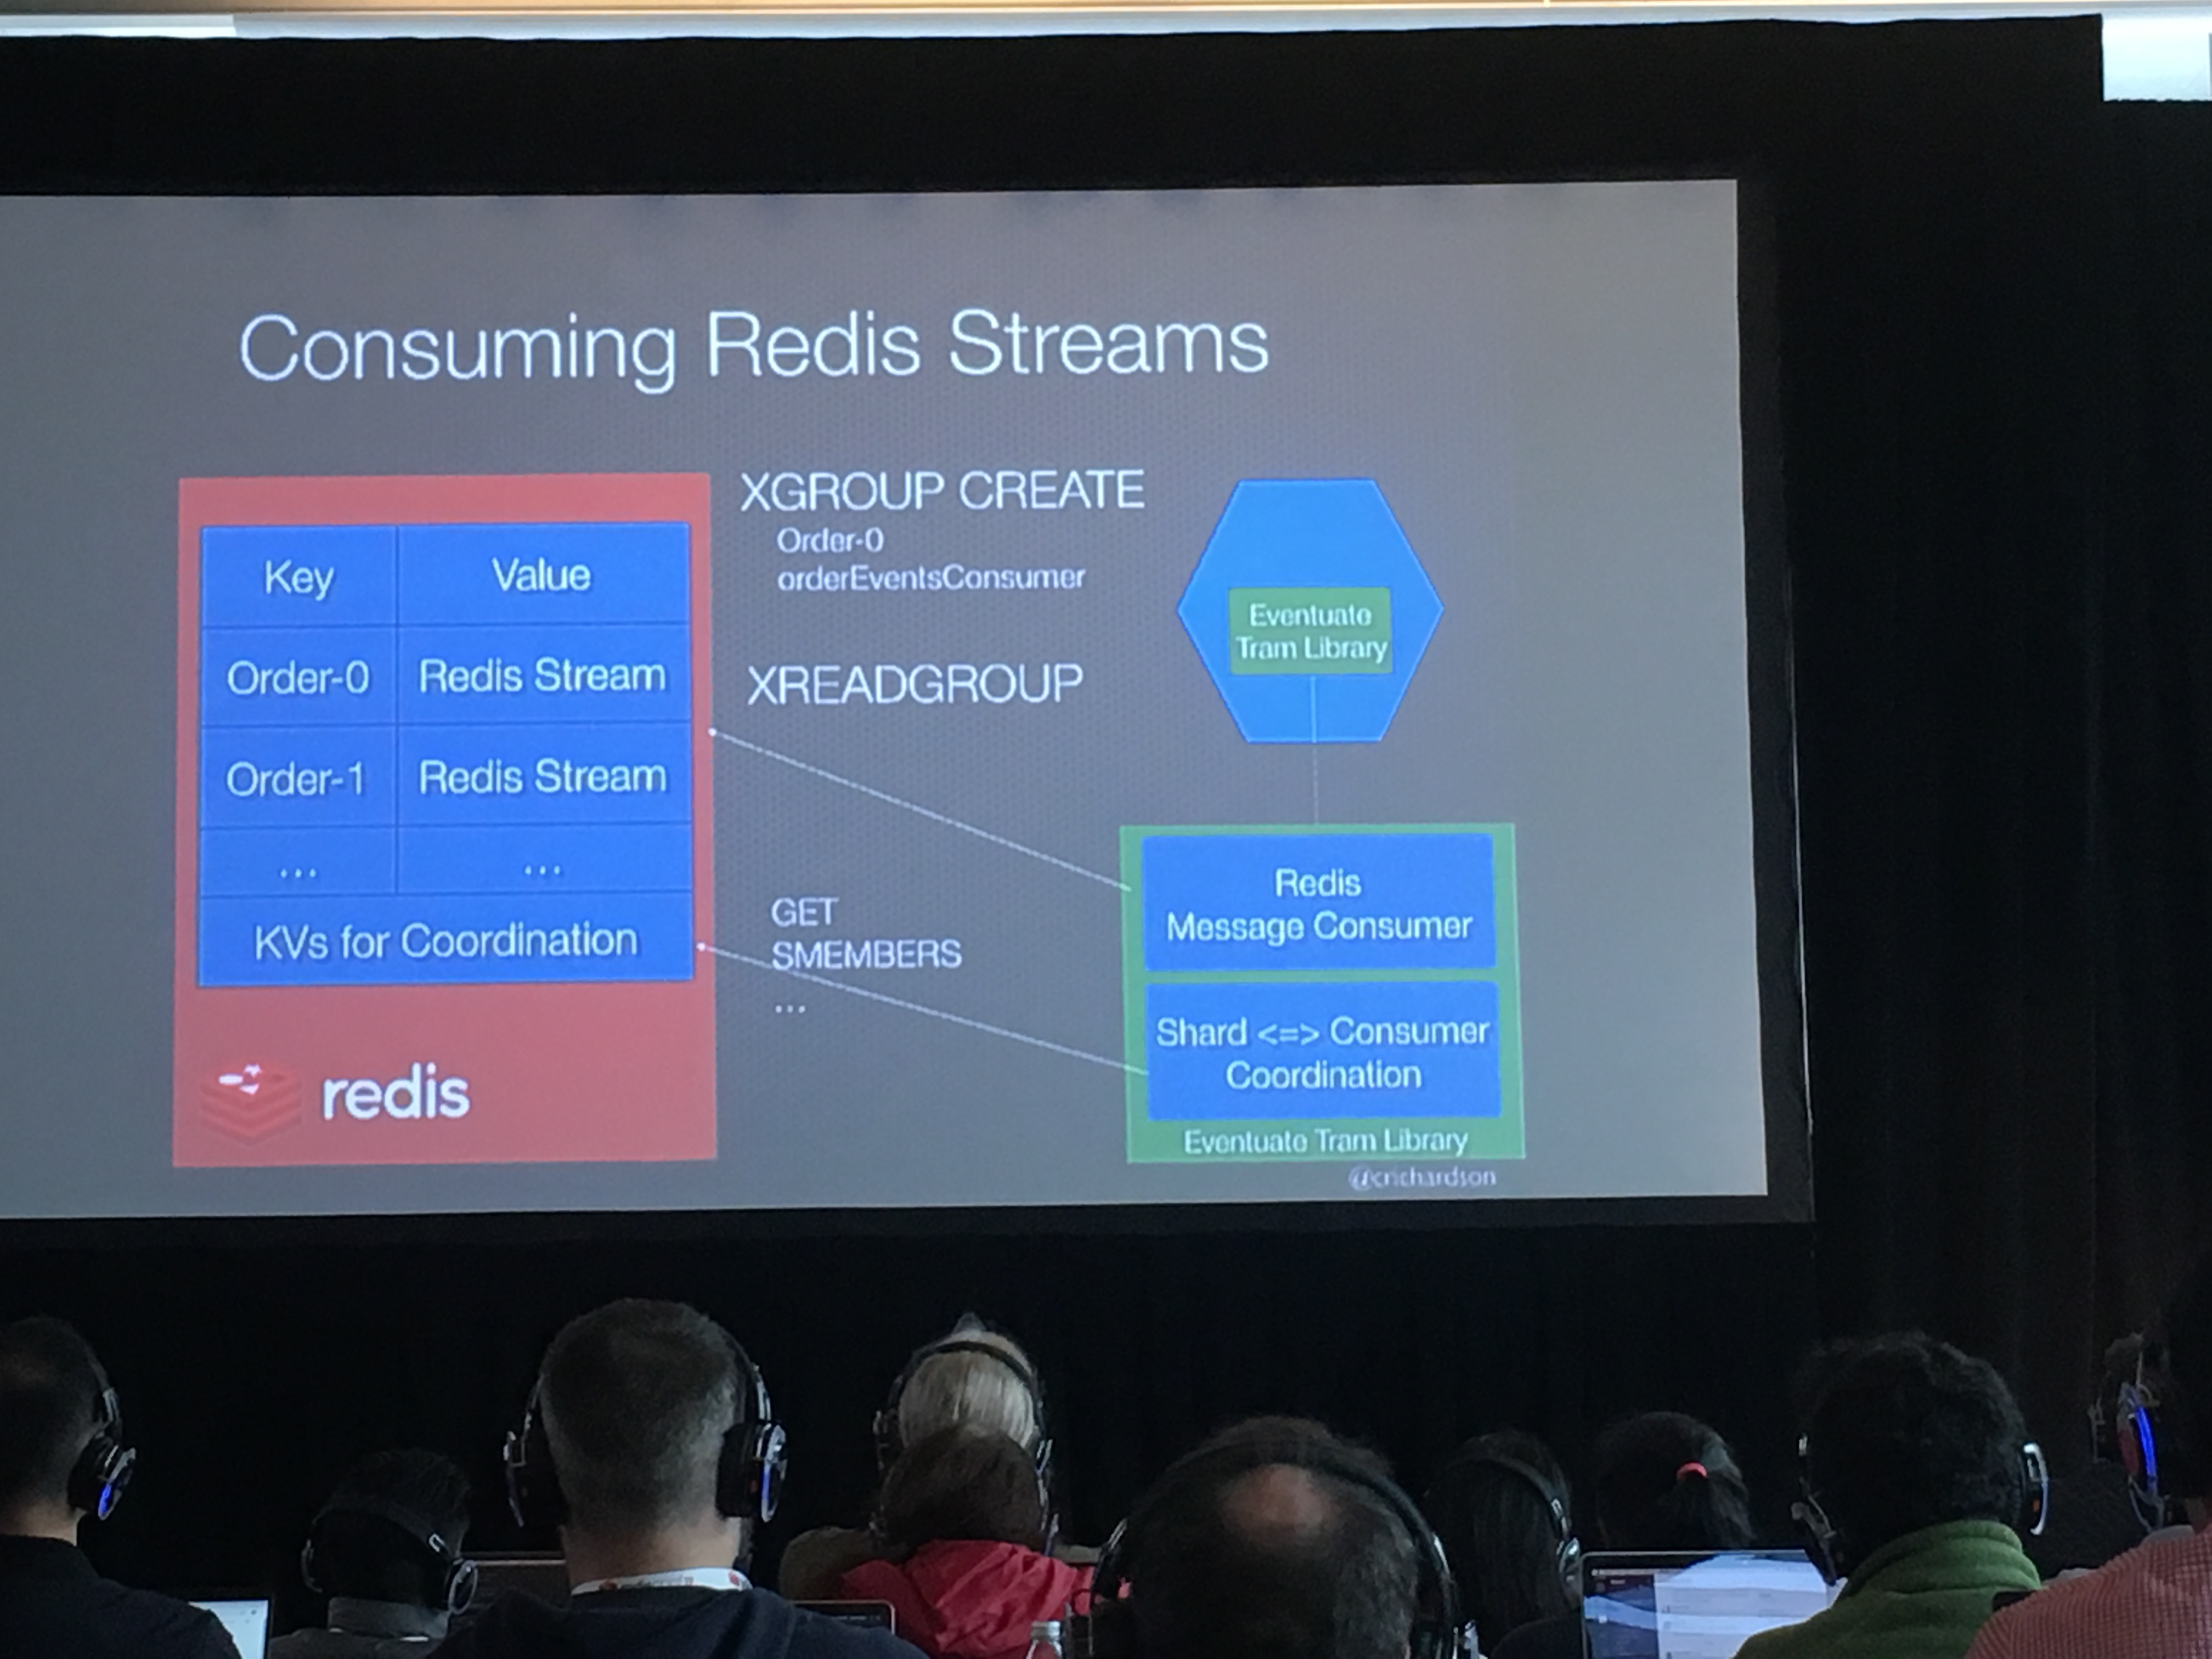 Consuming Redis Streams
Key Value
Order-0 Redis Stream
Order-1 Redis Stream
... ...
KVs for Coordination
redis
XGROUP CREATE
Order-0
orderEventsConsumer
XREADGROUP
GET
SMEMBERS
...
Eventuate
Tram Library
Redis
Message Consumer
Shard <=> Consumer
Coordination
Eventuate Tram Library
@crichardson